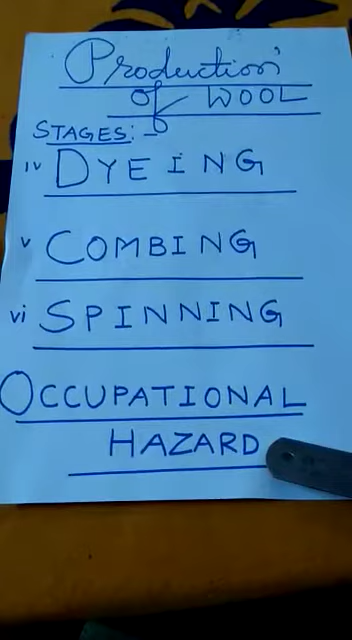 Production
of WOOL
STAGES:-
iv DYEING
v COMBING
vi SPINNING
OCCUPATIONAL
HAZARD